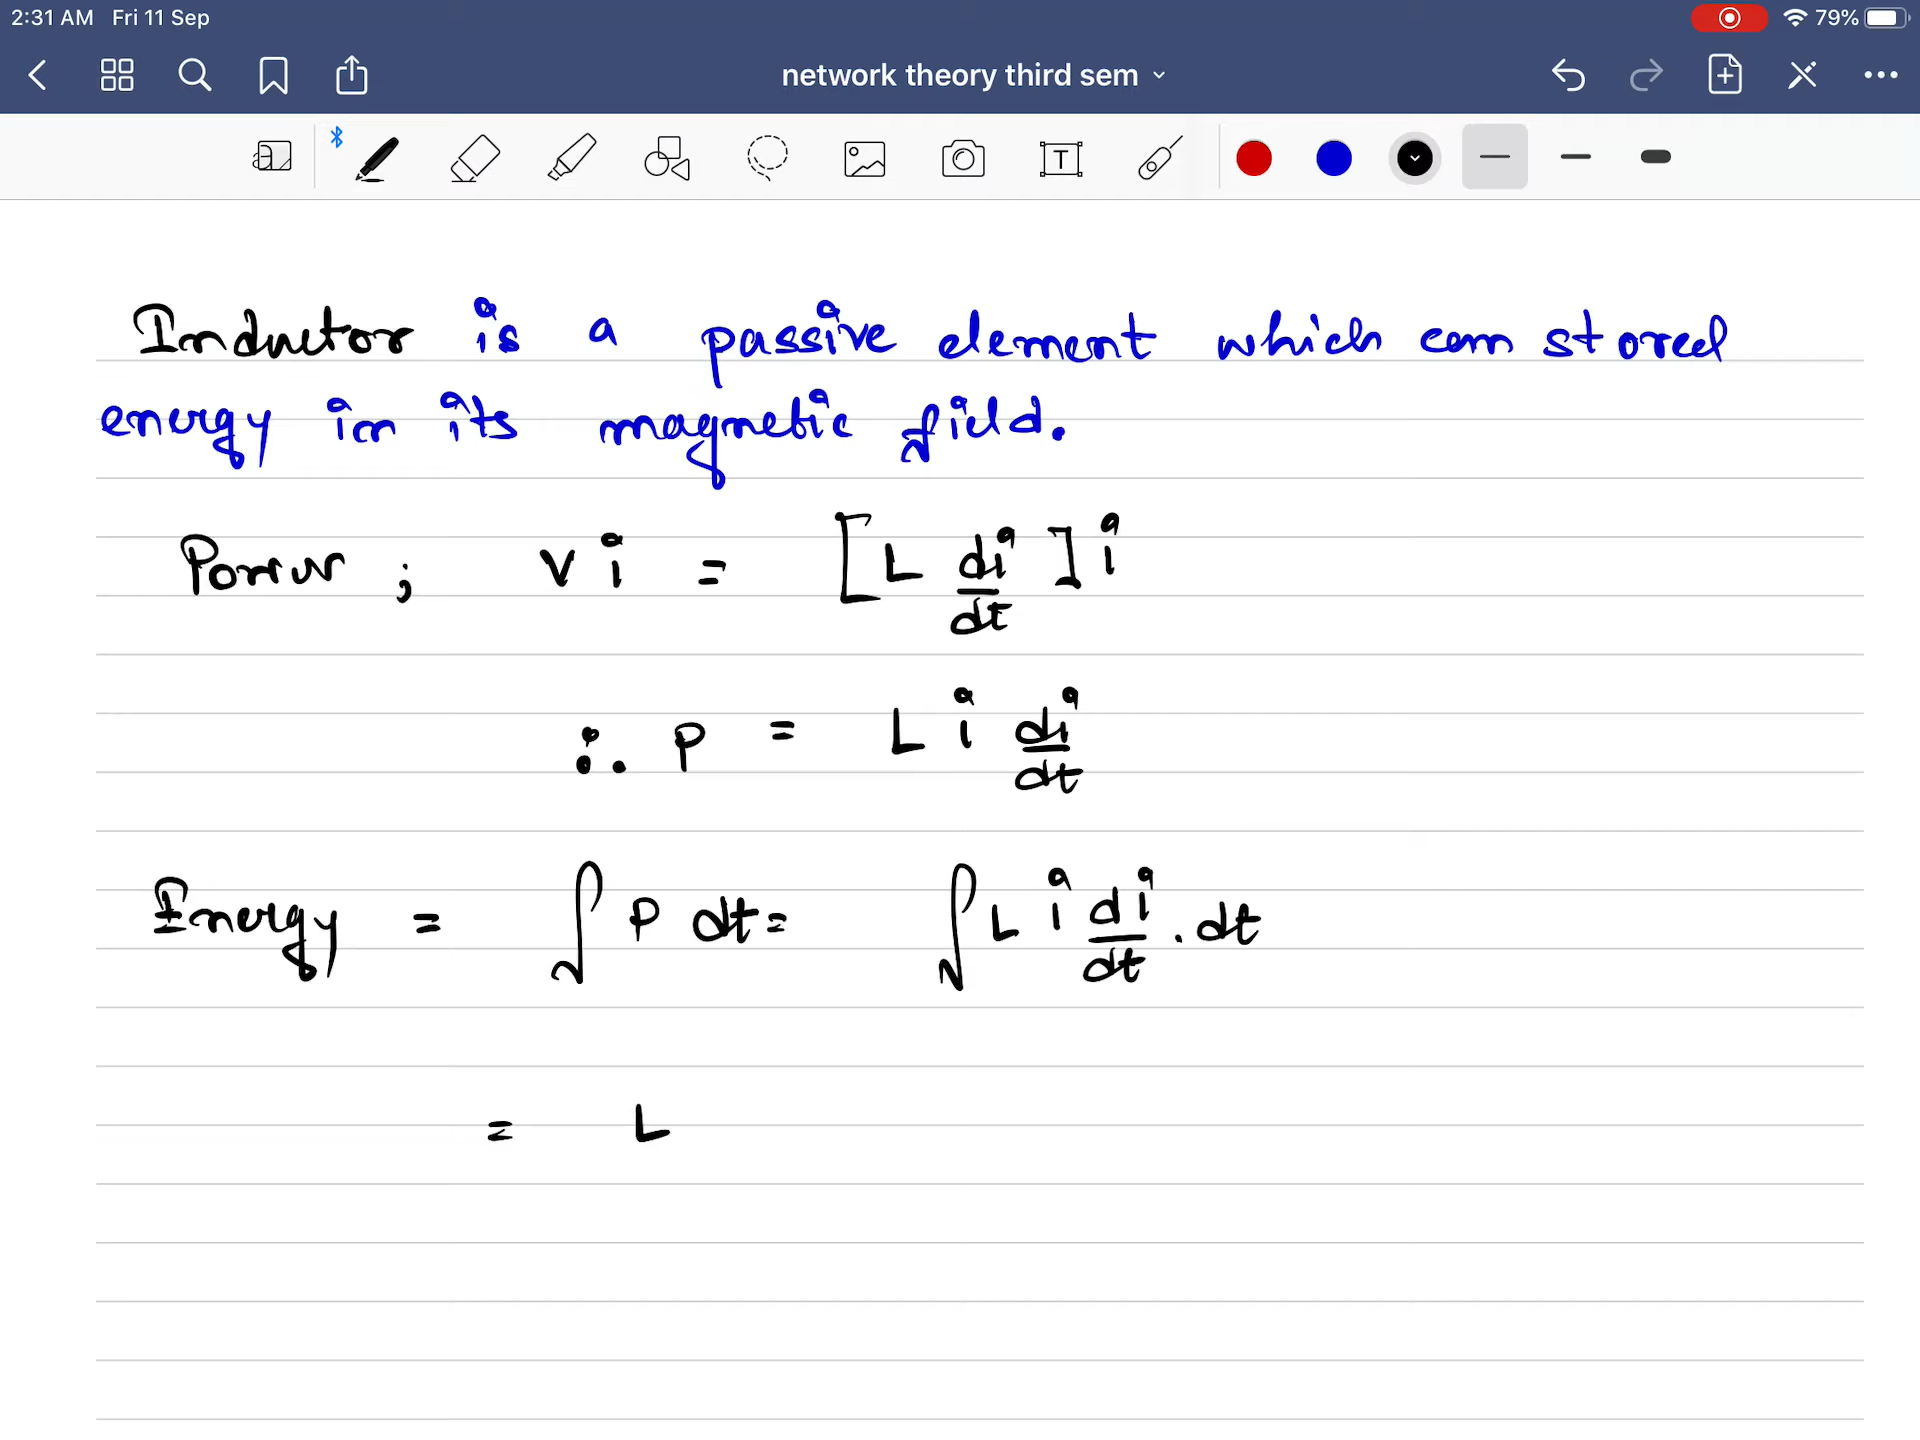 2:31 AM Fri 11 Sep 79%
network theory third sem
T
Inductor is a passive element which can stored
energy in its magnetic field.
Power ; v i = [ L di/dt ] i
∴ P = L i di/dt
Energy = ∫ P dt = ∫ L i di/dt . dt
= L